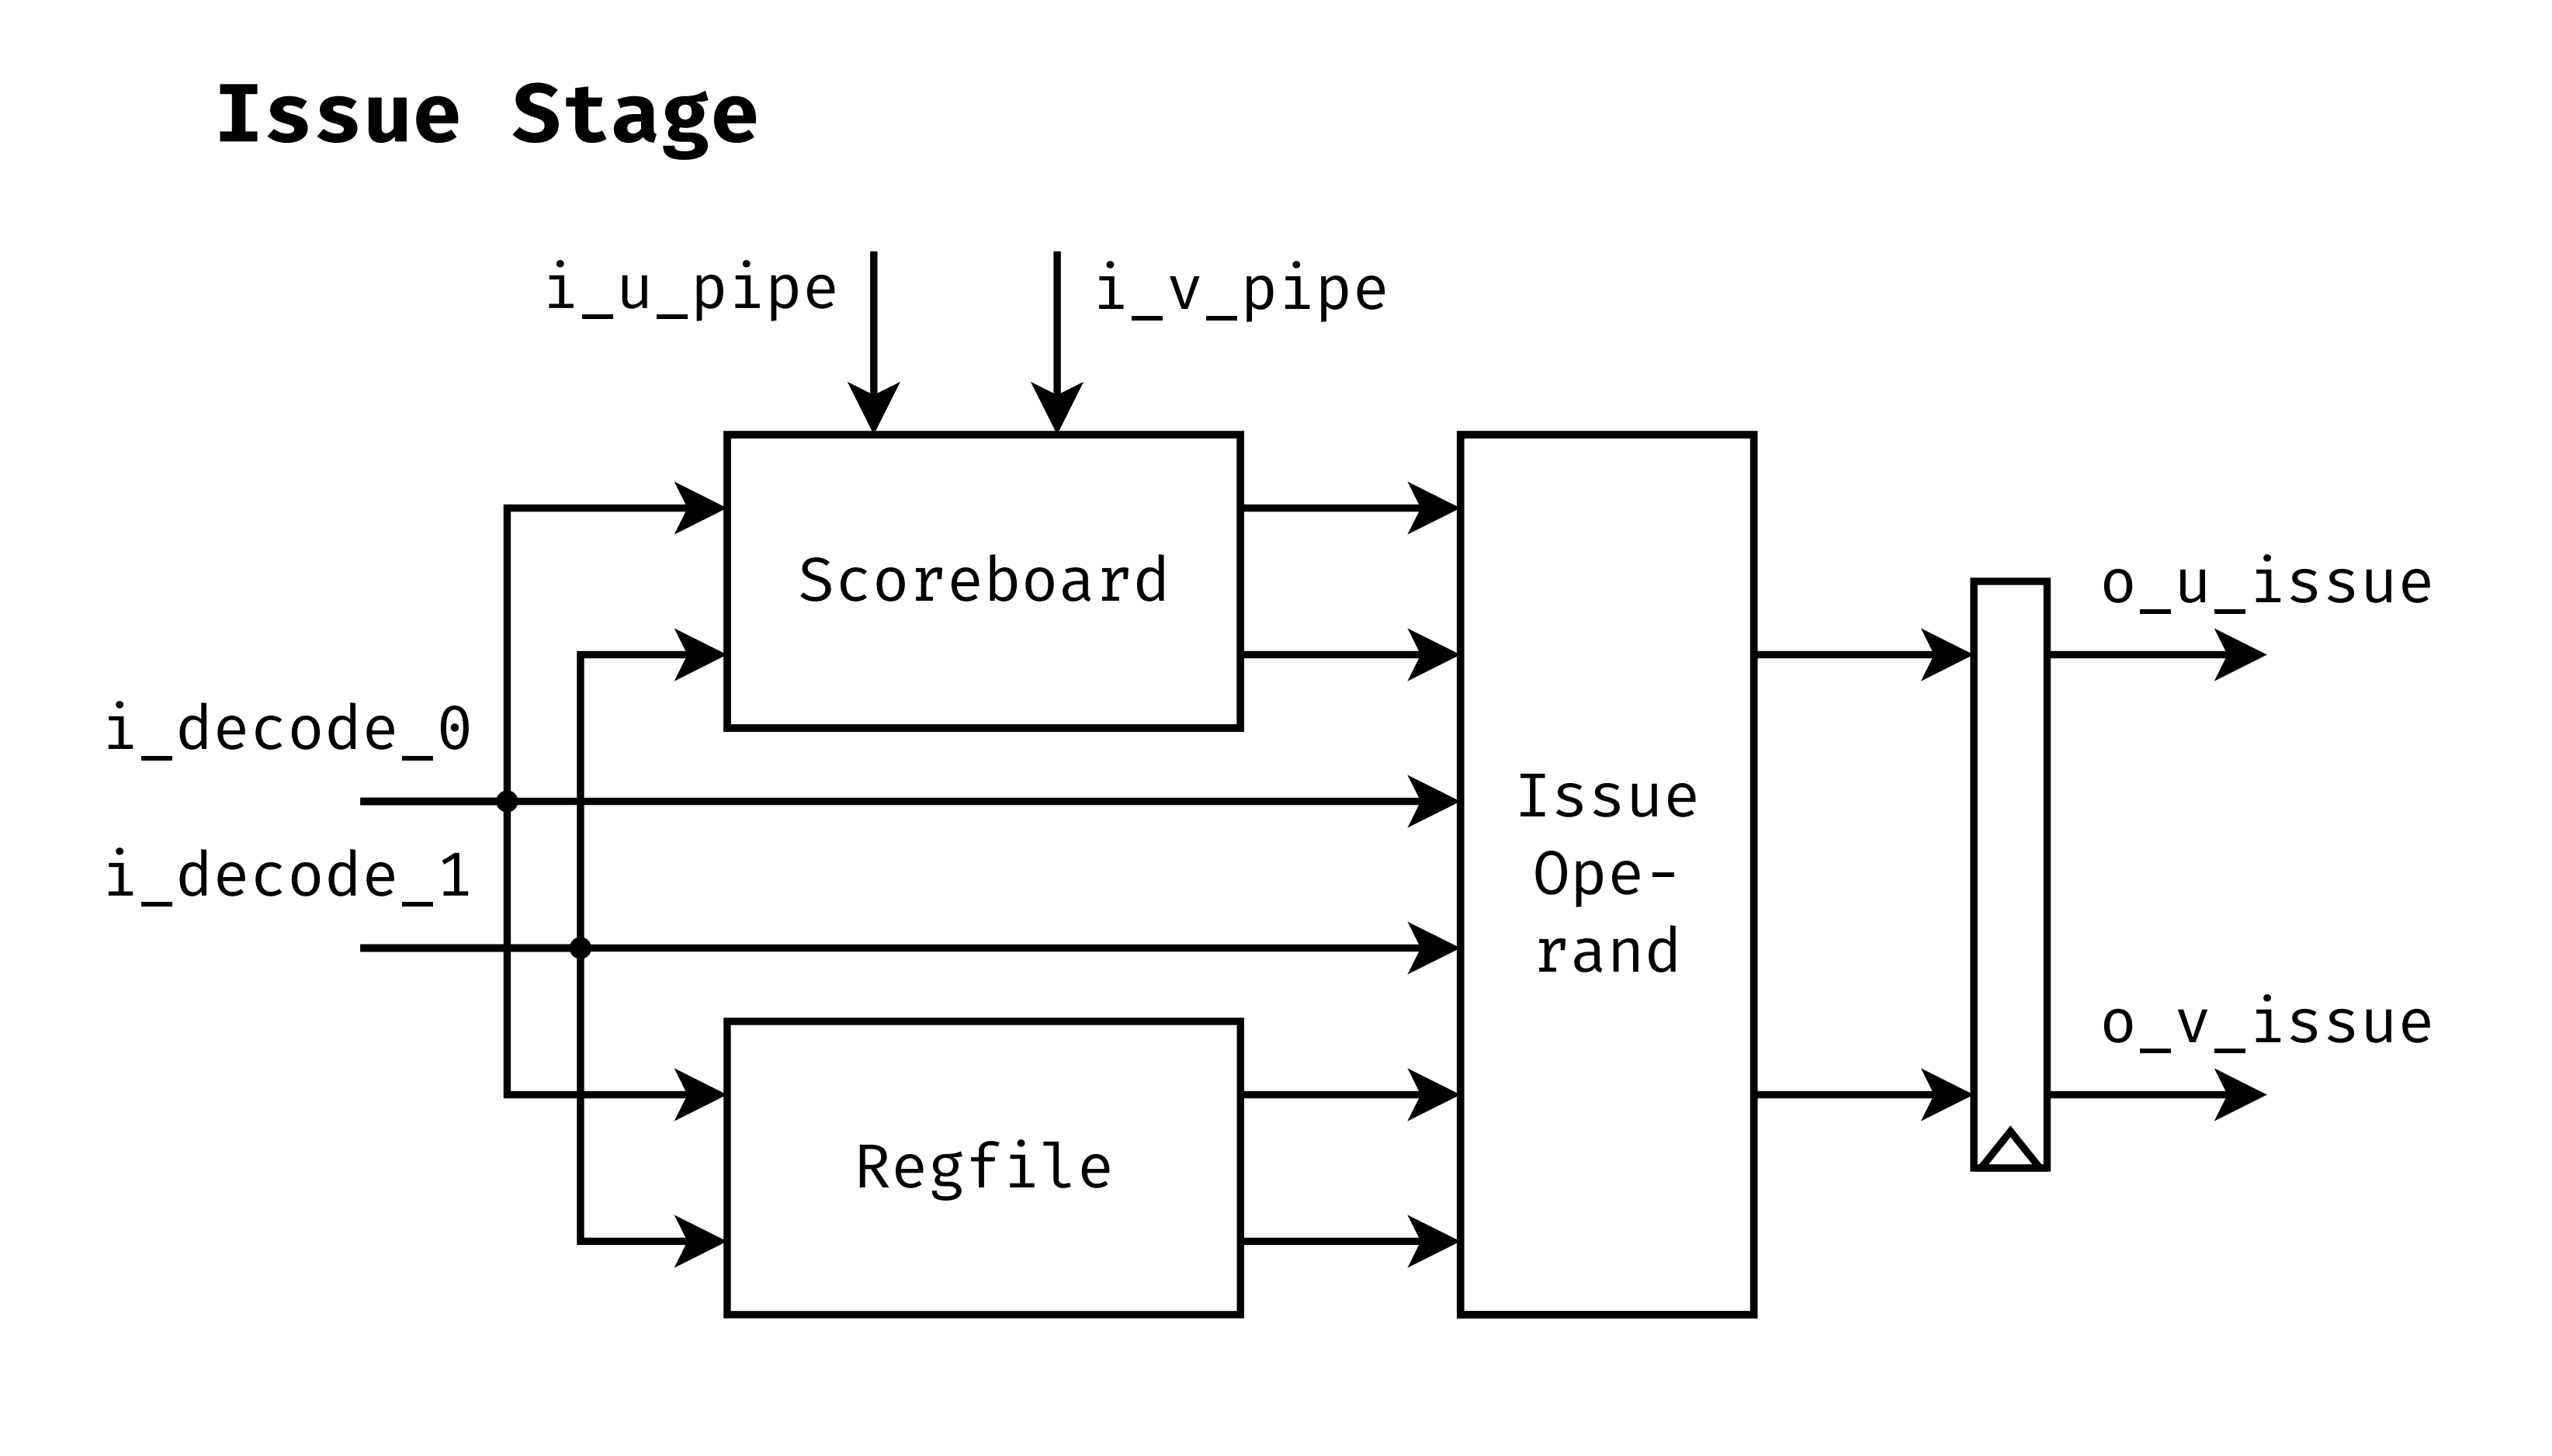 Issue Stage
i_u_pipe
i_v_pipe
Scoreboard
o_u_issue
i_decode_0
Issue
Ope-
rand
i_decode_1
o_v_issue
Regfile